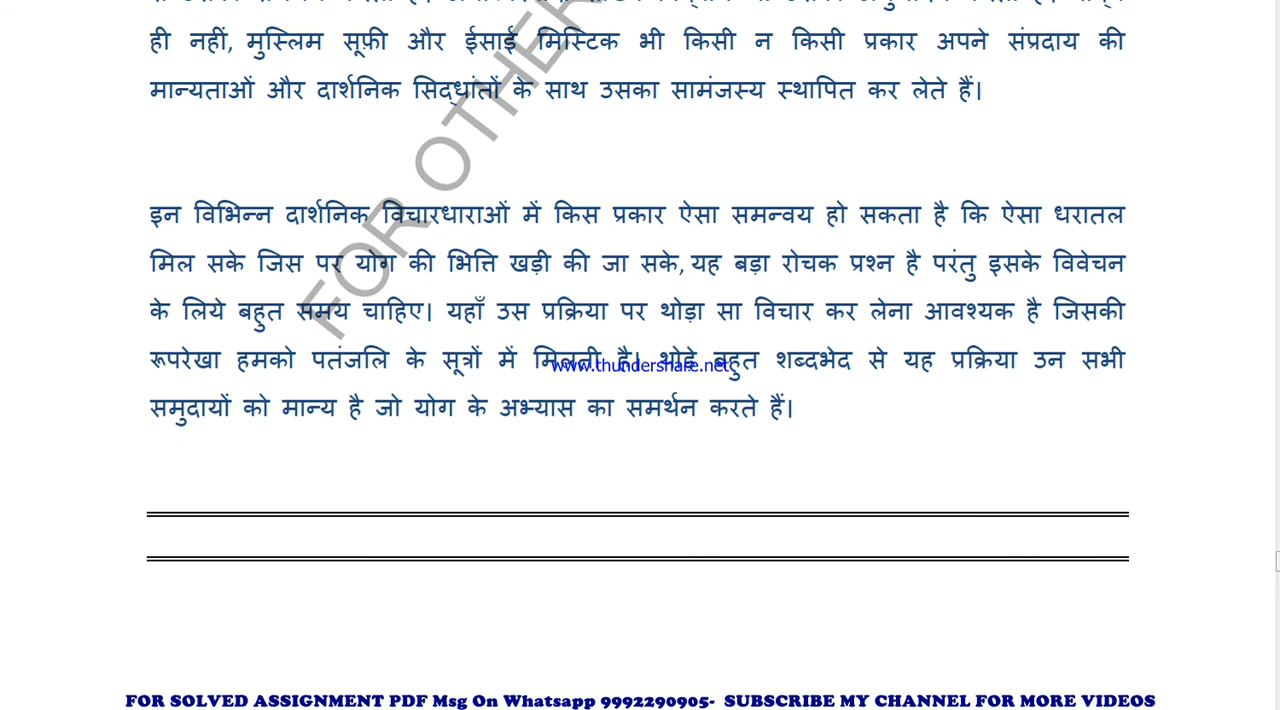 ही नहीं, मुस्लिम सूफ़ी और ईसाई मिस्टिक भी किसी न किसी प्रकार अपने संप्रदाय की
मान्यताओं और दार्शनिक सिद्धांतों के साथ उसका सामंजस्य स्थापित कर लेते हैं।
इन विभिन्न दार्शनिक विचारधाराओं में किस प्रकार ऐसा समन्वय हो सकता है कि ऐसा धरातल
मिल सके जिस पर योग की भित्ति खड़ी की जा सके, यह बड़ा रोचक प्रश्न है परंतु इसके विवेचन
के लिये बहुत समय चाहिए। यहाँ उस प्रक्रिया पर थोड़ा सा विचार कर लेना आवश्यक है जिसकी
रूपरेखा हमको पतंजलि के सूत्रों में मिलती है। थोड़े बहुत शब्दभेद से यह प्रक्रिया उन सभी
www.thundershare.net
समुदायों को मान्य है जो योग के अभ्यास का समर्थन करते हैं।
FOR OTHER
FOR SOLVED ASSIGNMENT PDF Msg On Whatsapp 9992290905- SUBSCRIBE MY CHANNEL FOR MORE VIDEOS